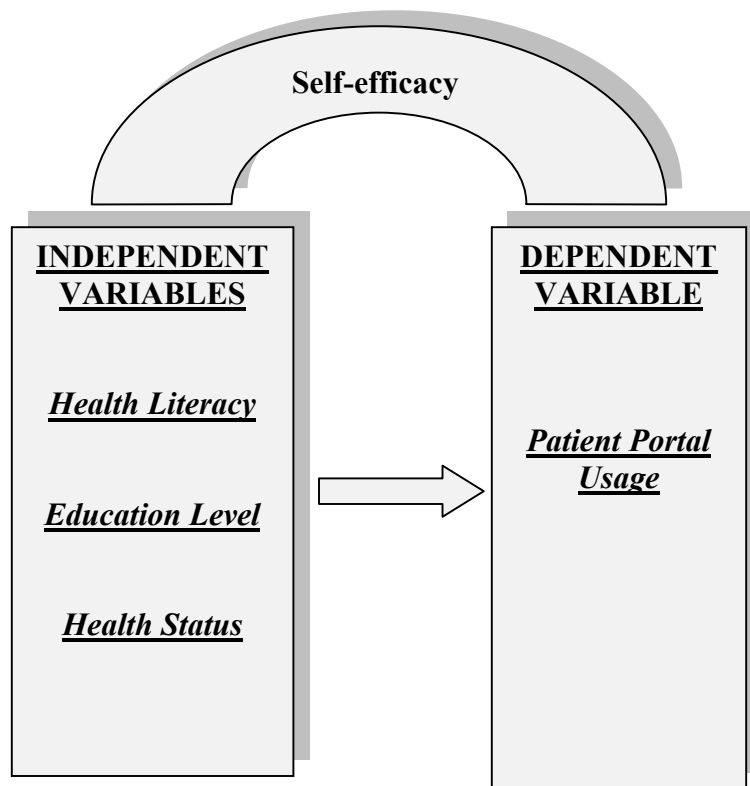 Self-efficacy
INDEPENDENT
VARIABLES
Health Literacy
Education Level
Health Status
DEPENDENT
VARIABLE
Patient Portal
Usage